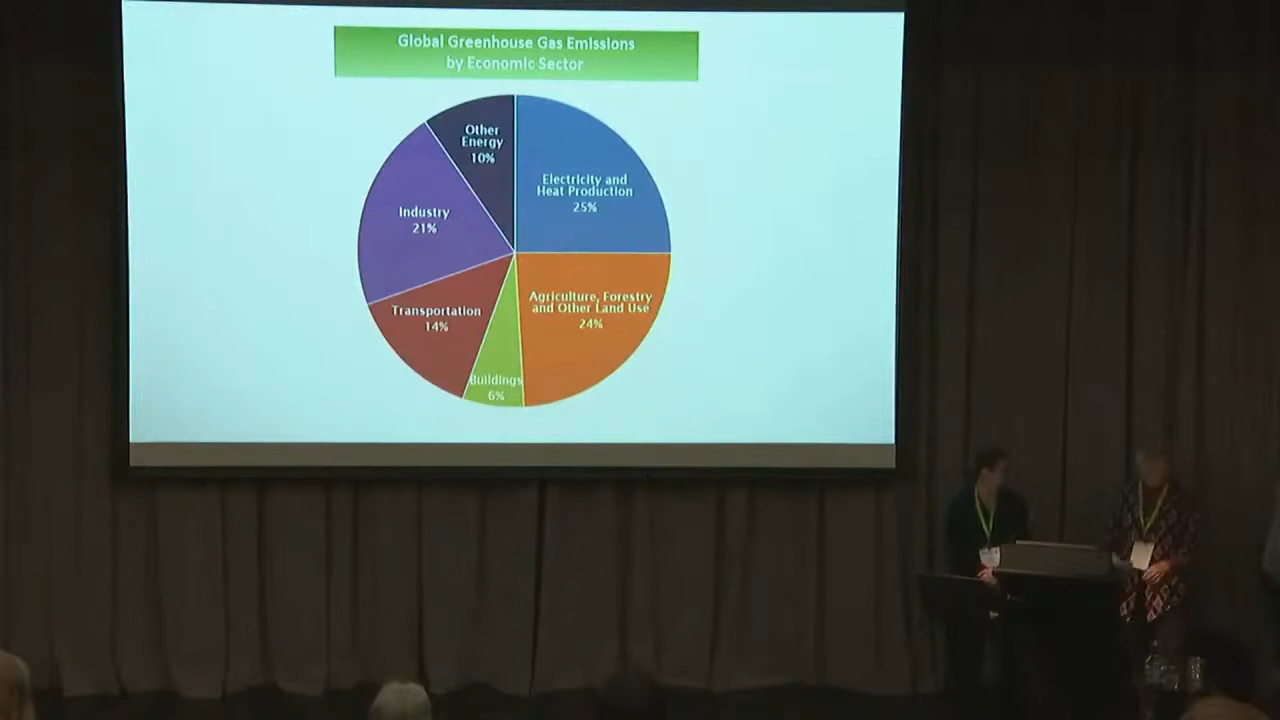 Global Greenhouse Gas Emissions
by Economic Sector
Other
Energy
10%
Electricity and
Heat Production
25%
Industry
21%
Agriculture, Forestry
and Other Land Use
24%
Transportation
14%
Buildings
6%